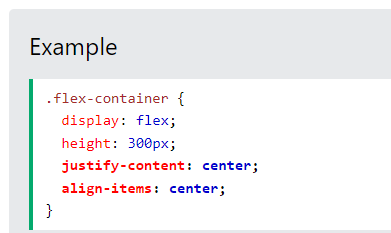 Example
.flex-container {
  display: flex;
  height: 300px;
  justify-content: center;
  align-items: center;
}